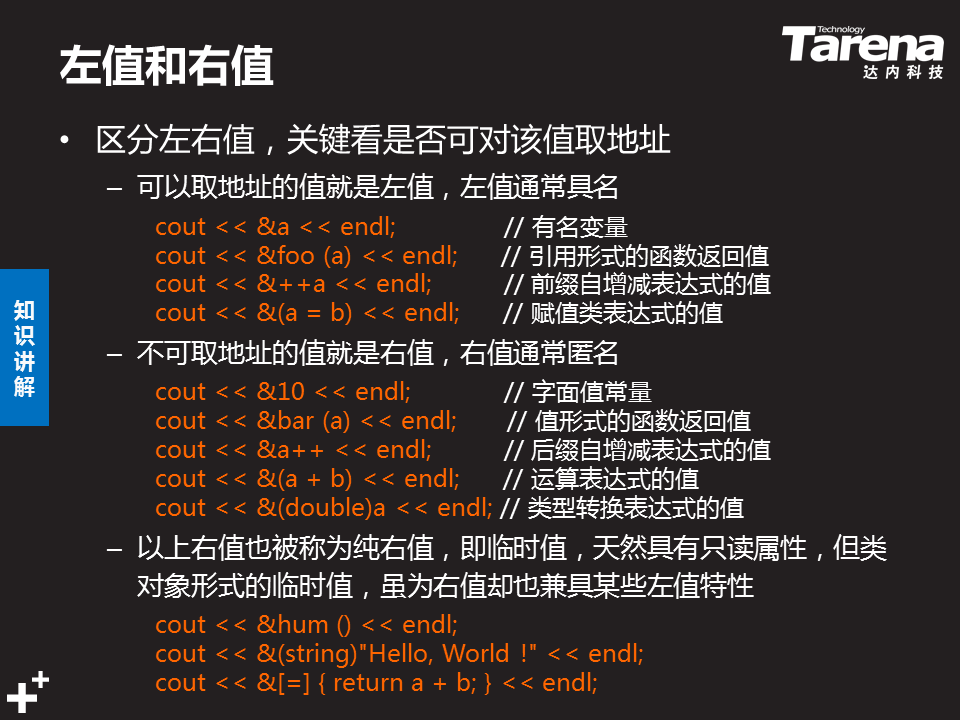 左值和右值
Technology
Tarena
达内科技
• 区分左右值，关键看是否可对该值取地址
– 可以取地址的值就是左值，左值通常具名
cout << &a << endl; // 有名变量
cout << &foo (a) << endl; // 引用形式的函数返回值
cout << &++a << endl; // 前缀自增减表达式的值
cout << &(a = b) << endl; // 赋值类表达式的值
– 不可取地址的值就是右值，右值通常匿名
cout << &10 << endl; // 字面值常量
cout << &bar (a) << endl; // 值形式的函数返回值
cout << &a++ << endl; // 后缀自增减表达式的值
cout << &(a + b) << endl; // 运算表达式的值
cout << &(double)a << endl; // 类型转换表达式的值
– 以上右值也被称为纯右值，即临时值，天然具有只读属性，但类
对象形式的临时值，虽为右值却也兼具某些左值特性
cout << &hum () << endl;
cout << &(string)"Hello, World !" << endl;
cout << &[=] { return a + b; } << endl;
知
识
讲
解